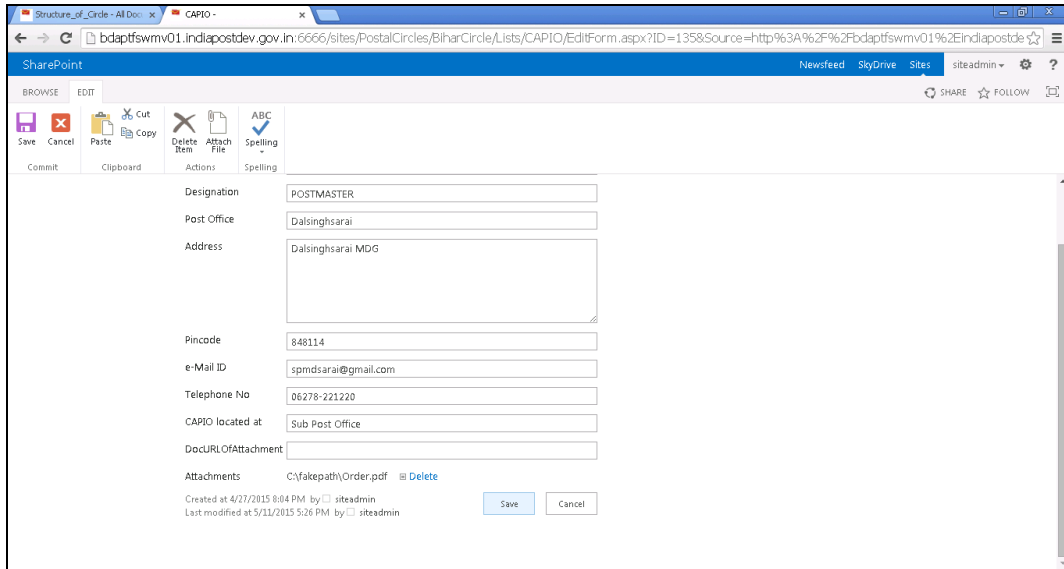 Structure_of_Circle - All Doc
CAPIO -
bdaptfswmv01.indiapostdev.gov.in:6666/sites/PostalCircles/BiharCircle/Lists/CAPIO/EditForm.aspx?ID=135&Source=http%3A%2F%2Fbdaptfswmv01%2Eindiapostde
SharePoint
Newsfeed SkyDrive Sites siteadmin ?
BROWSE EDIT
SHARE FOLLOW
Save Cancel Paste Cut Copy Delete Item Attach File ABC Spelling
Commit Clipboard Actions Spelling
Designation POSTMASTER
Post Office Dalsinghsarai
Address Dalsinghsarai MDG
Pincode 848114
e-Mail ID spmdsarai@gmail.com
Telephone No 06278-221220
CAPIO located at Sub Post Office
DocURLOfAttachment
Attachments C:\fakepath\Order.pdf Delete
Created at 4/27/2015 8:04 PM by siteadmin
Last modified at 5/11/2015 5:26 PM by siteadmin
Save Cancel